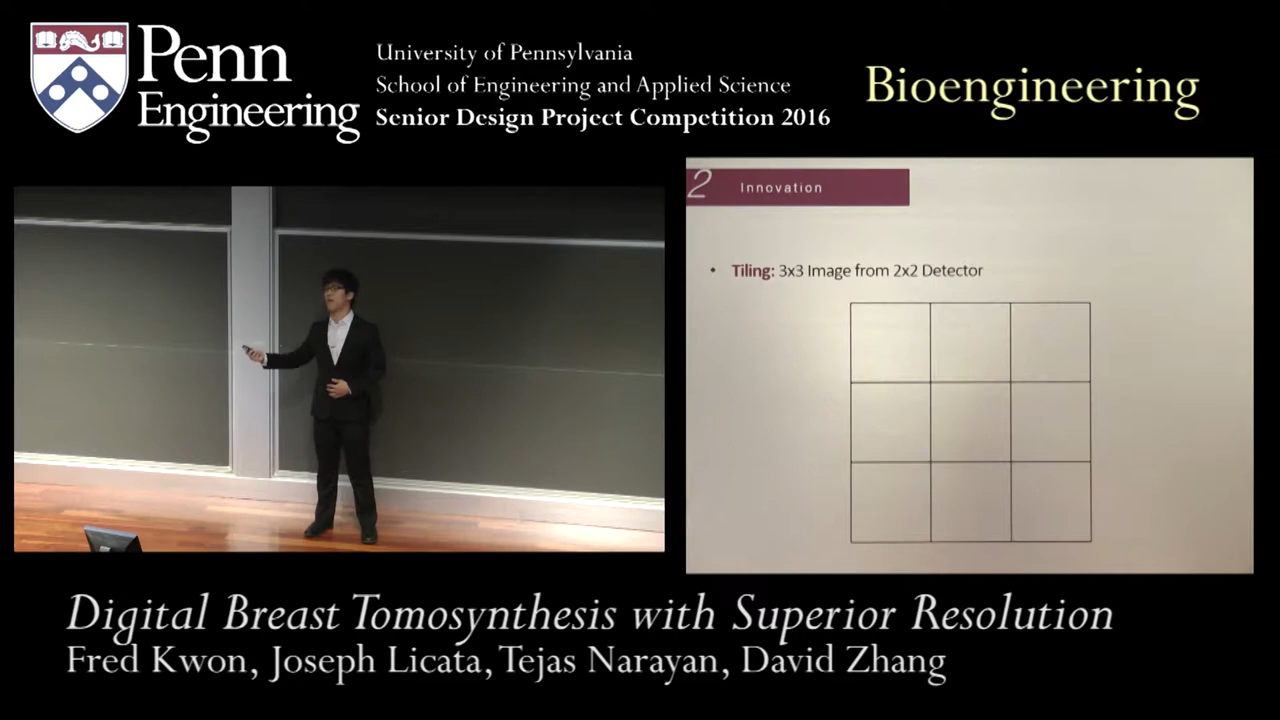 Penn
Engineering
University of Pennsylvania
School of Engineering and Applied Science
Senior Design Project Competition 2016
Bioengineering
2 Innovation
• Tiling: 3x3 Image from 2x2 Detector
Digital Breast Tomosynthesis with Superior Resolution
Fred Kwon, Joseph Licata, Tejas Narayan, David Zhang